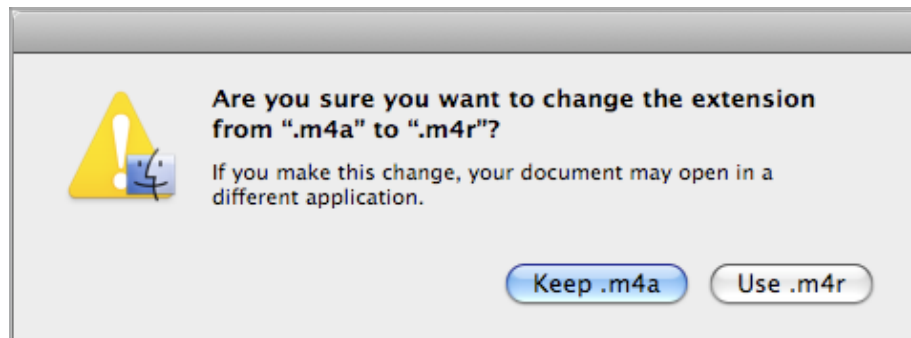 Are you sure you want to change the extension
from “.m4a” to “.m4r”?
If you make this change, your document may open in a
different application.
Keep .m4a
Use .m4r